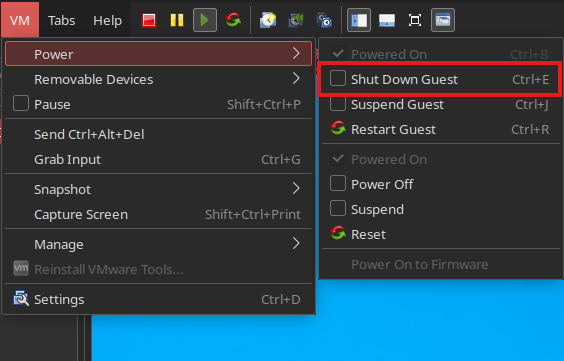 VM Tabs Help
Power
Removable Devices
Pause Shift+Ctrl+P
Send Ctrl+Alt+Del
Grab Input Ctrl+G
Snapshot
Capture Screen Shift+Ctrl+Print
Manage
vm Reinstall VMware Tools...
Settings Ctrl+D
Powered On Ctrl+B
Shut Down Guest Ctrl+E
Suspend Guest Ctrl+J
Restart Guest Ctrl+R
Powered On
Power Off
Suspend
Reset
Power On to Firmware